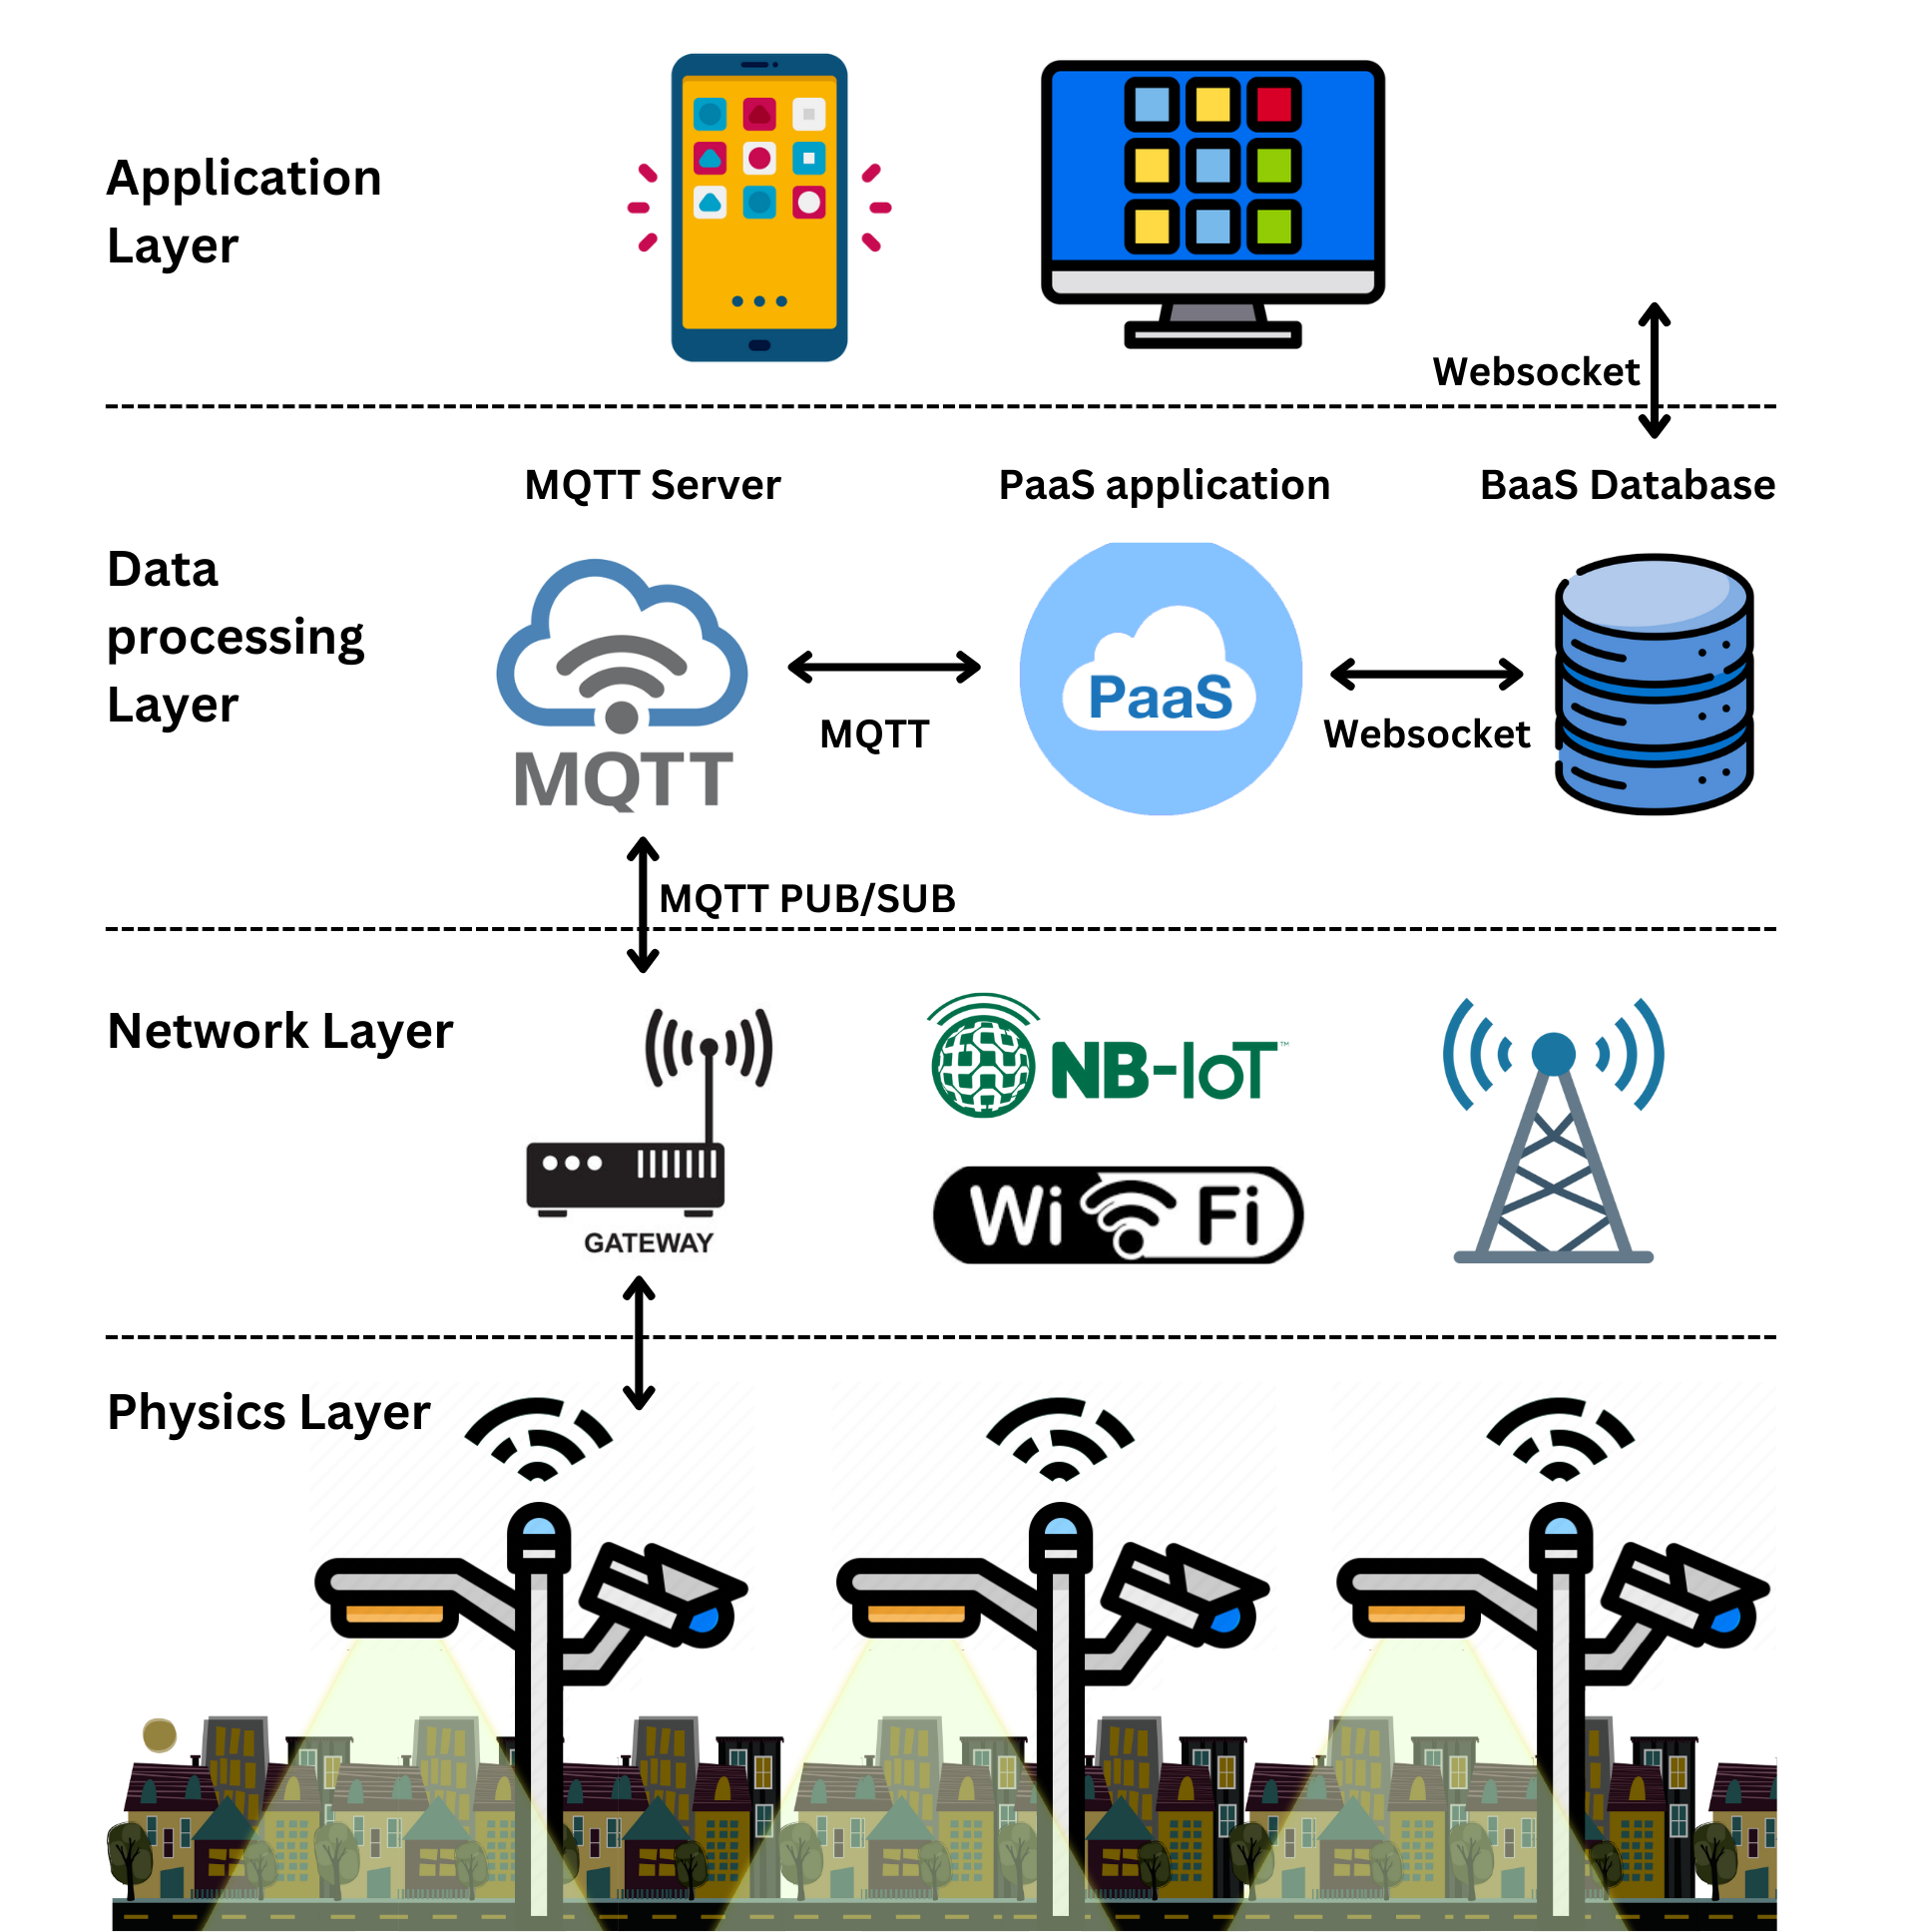 Application
Layer
Websocket
MQTT Server
PaaS application
BaaS Database
Data
processing
Layer
MQTT
MQTT
PaaS
Websocket
MQTT PUB/SUB
Network Layer
GATEWAY
NB-IoT™
Wi Fi
Physics Layer